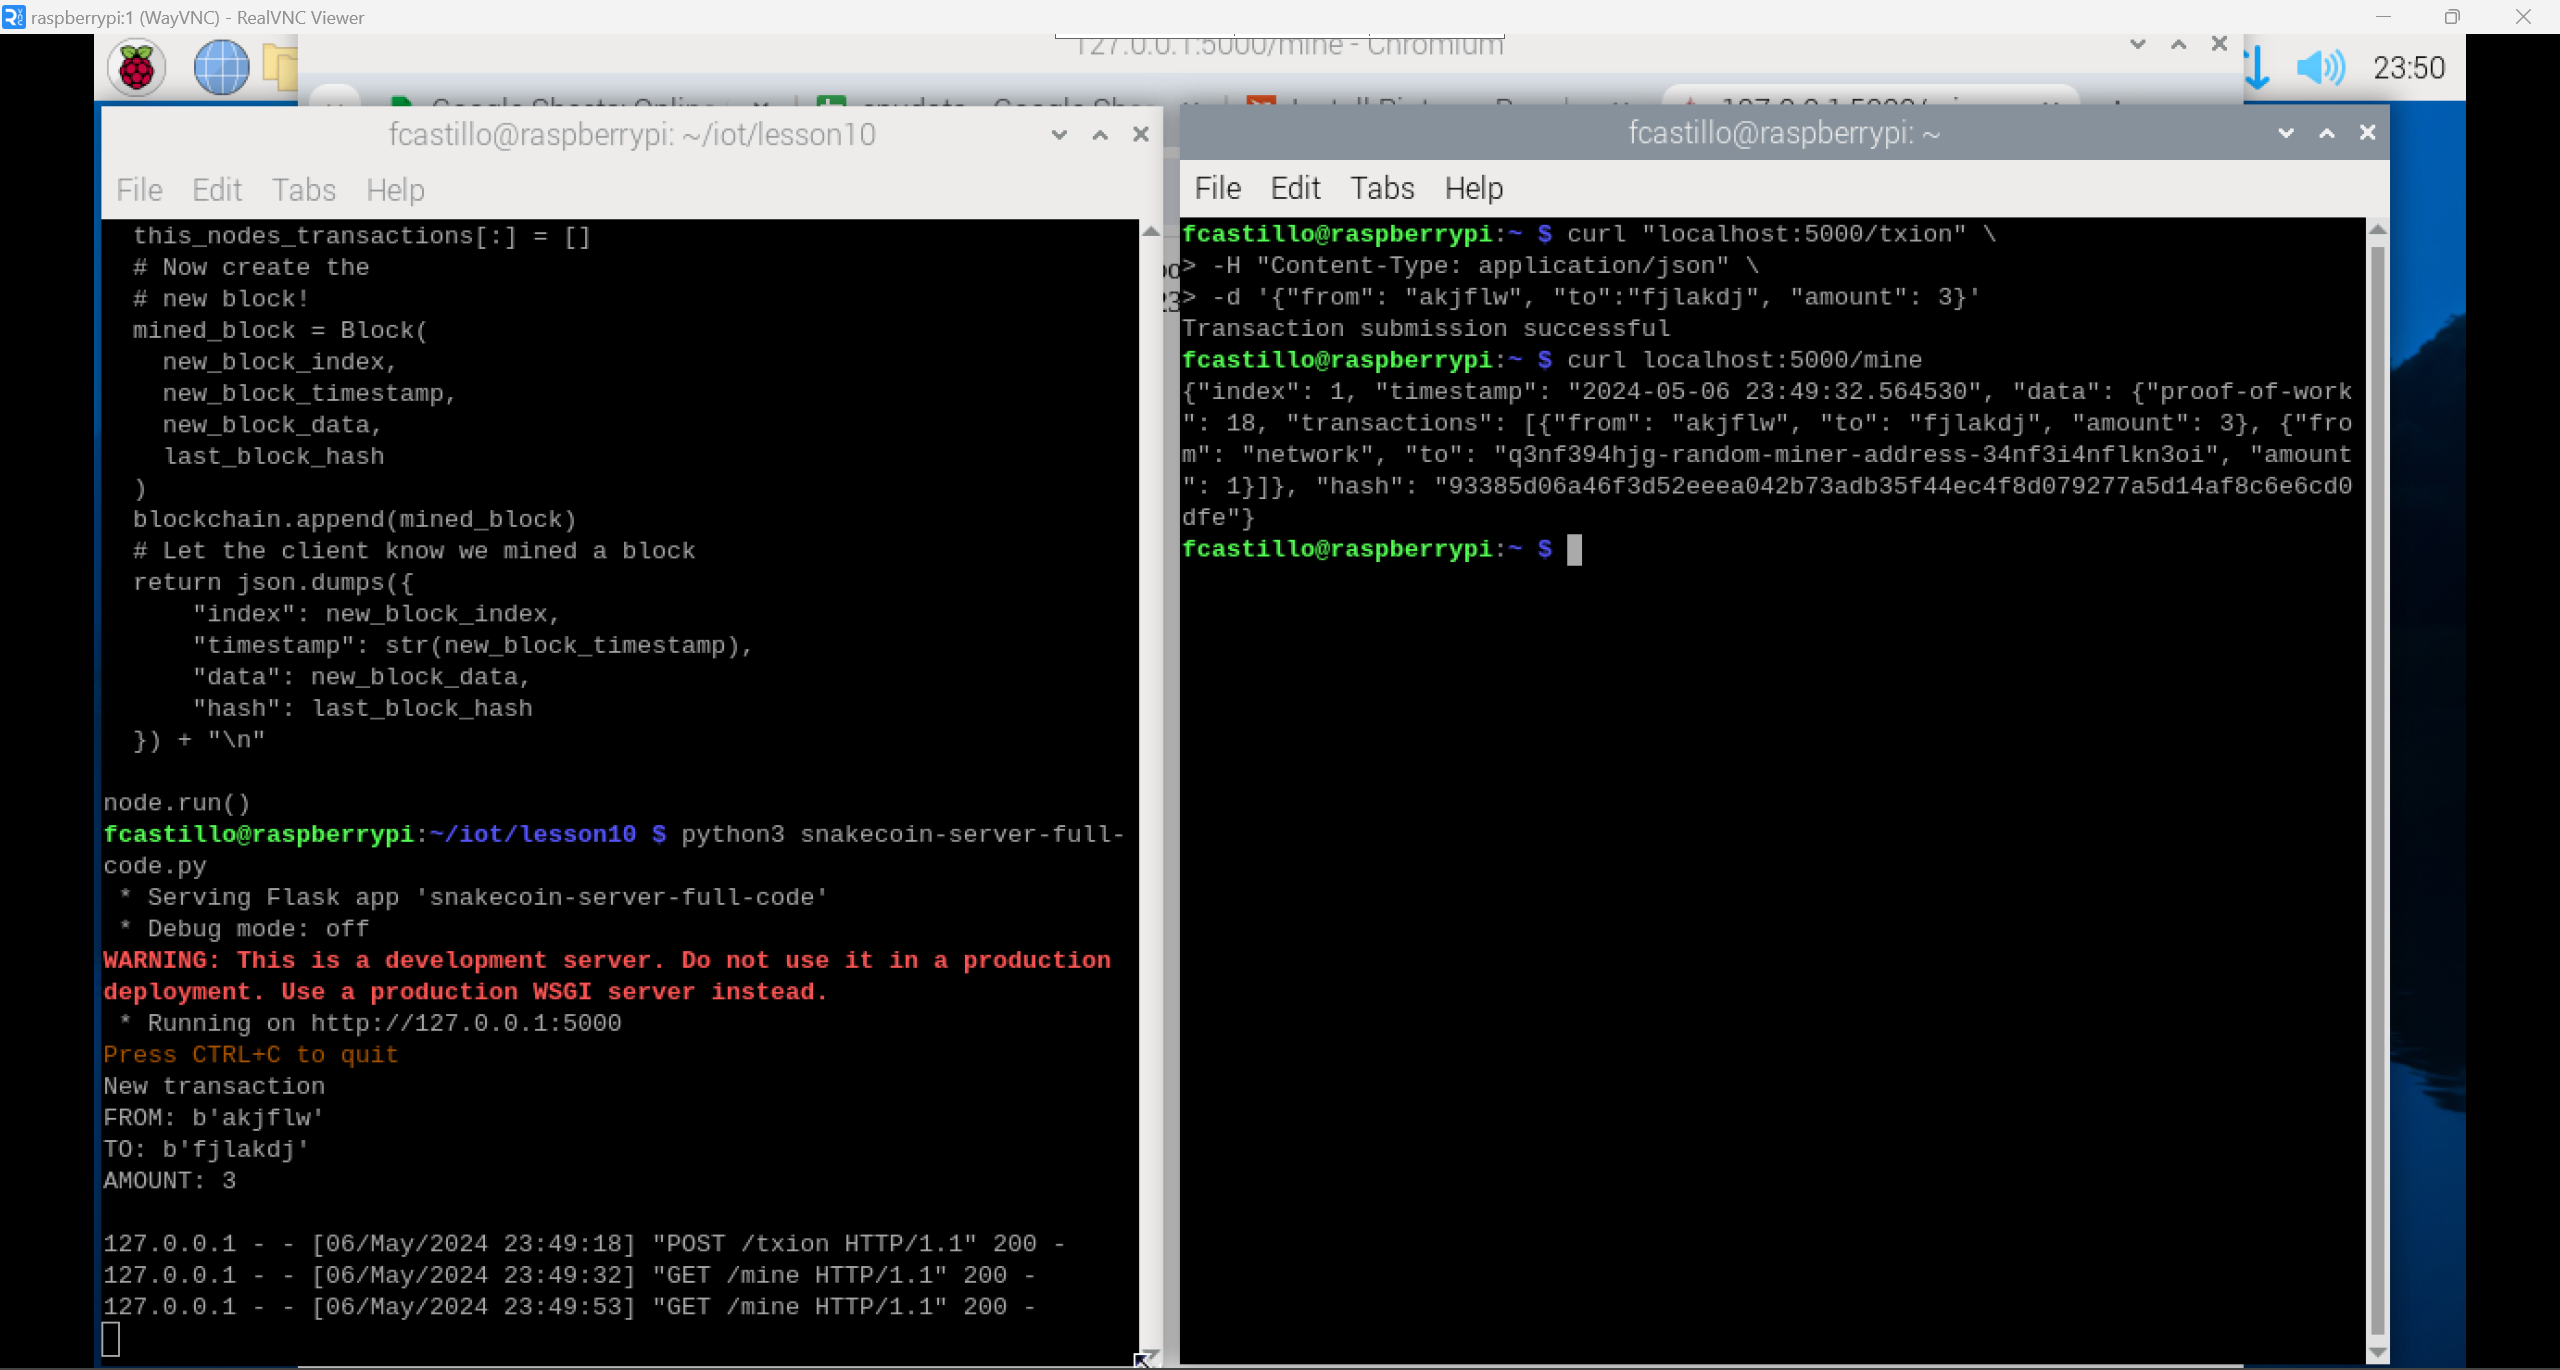 raspberrypi:1 (WayVNC) - RealVNC Viewer
127.0.0.1:5000/mine - Chromium
23:50
fcastillo@raspberrypi: ~/iot/lesson10
File Edit Tabs Help
this_nodes_transactions[:] = []
# Now create the
# new block!
mined_block = Block(
new_block_index,
new_block_timestamp,
new_block_data,
last_block_hash
)
blockchain.append(mined_block)
# Let the client know we mined a block
return json.dumps({
"index": new_block_index,
"timestamp": str(new_block_timestamp),
"data": new_block_data,
"hash": last_block_hash
}) + "\n"
node.run()
fcastillo@raspberrypi:~/iot/lesson10 $ python3 snakecoin-server-full-
code.py
* Serving Flask app 'snakecoin-server-full-code'
* Debug mode: off
WARNING: This is a development server. Do not use it in a production
deployment. Use a production WSGI server instead.
* Running on http://127.0.0.1:5000
Press CTRL+C to quit
New transaction
FROM: b'akjflw'
TO: b'fjlakdj'
AMOUNT: 3
127.0.0.1 - - [06/May/2024 23:49:18] "POST /txion HTTP/1.1" 200 -
127.0.0.1 - - [06/May/2024 23:49:32] "GET /mine HTTP/1.1" 200 -
127.0.0.1 - - [06/May/2024 23:49:53] "GET /mine HTTP/1.1" 200 -
fcastillo@raspberrypi: ~
File Edit Tabs Help
fcastillo@raspberrypi:~ $ curl "localhost:5000/txion" \
> -H "Content-Type: application/json" \
> -d '{"from": "akjflw", "to":"fjlakdj", "amount": 3}'
Transaction submission successful
fcastillo@raspberrypi:~ $ curl localhost:5000/mine
{"index": 1, "timestamp": "2024-05-06 23:49:32.564530", "data": {"proof-of-work
": 18, "transactions": [{"from": "akjflw", "to": "fjlakdj", "amount": 3}, {"fro
m": "network", "to": "q3nf394hjg-random-miner-address-34nf3i4nflkn3oi", "amount
": 1}]}, "hash": "93385d06a46f3d52eeea042b73adb35f44ec4f8d079277a5d14af8c6e6cd0
dfe"}
fcastillo@raspberrypi:~ $